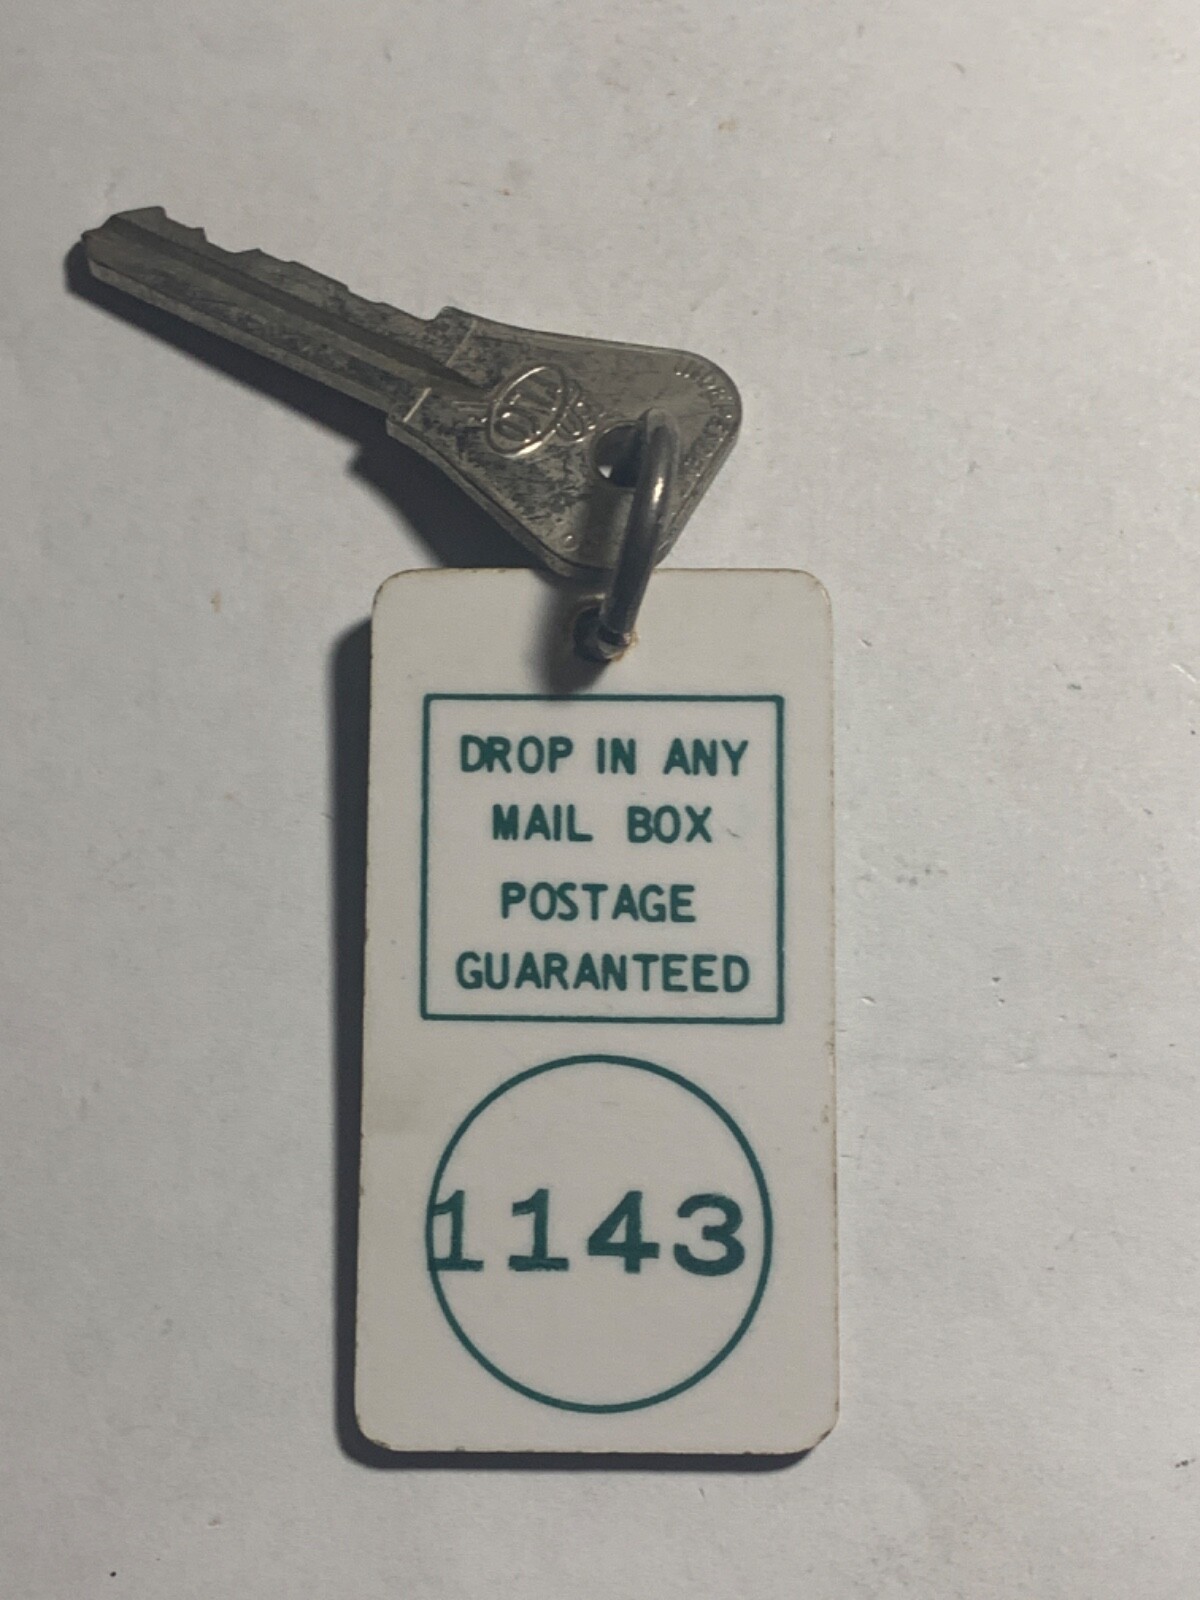 DROP IN ANY
MAIL BOX
POSTAGE
GUARANTEED
1143